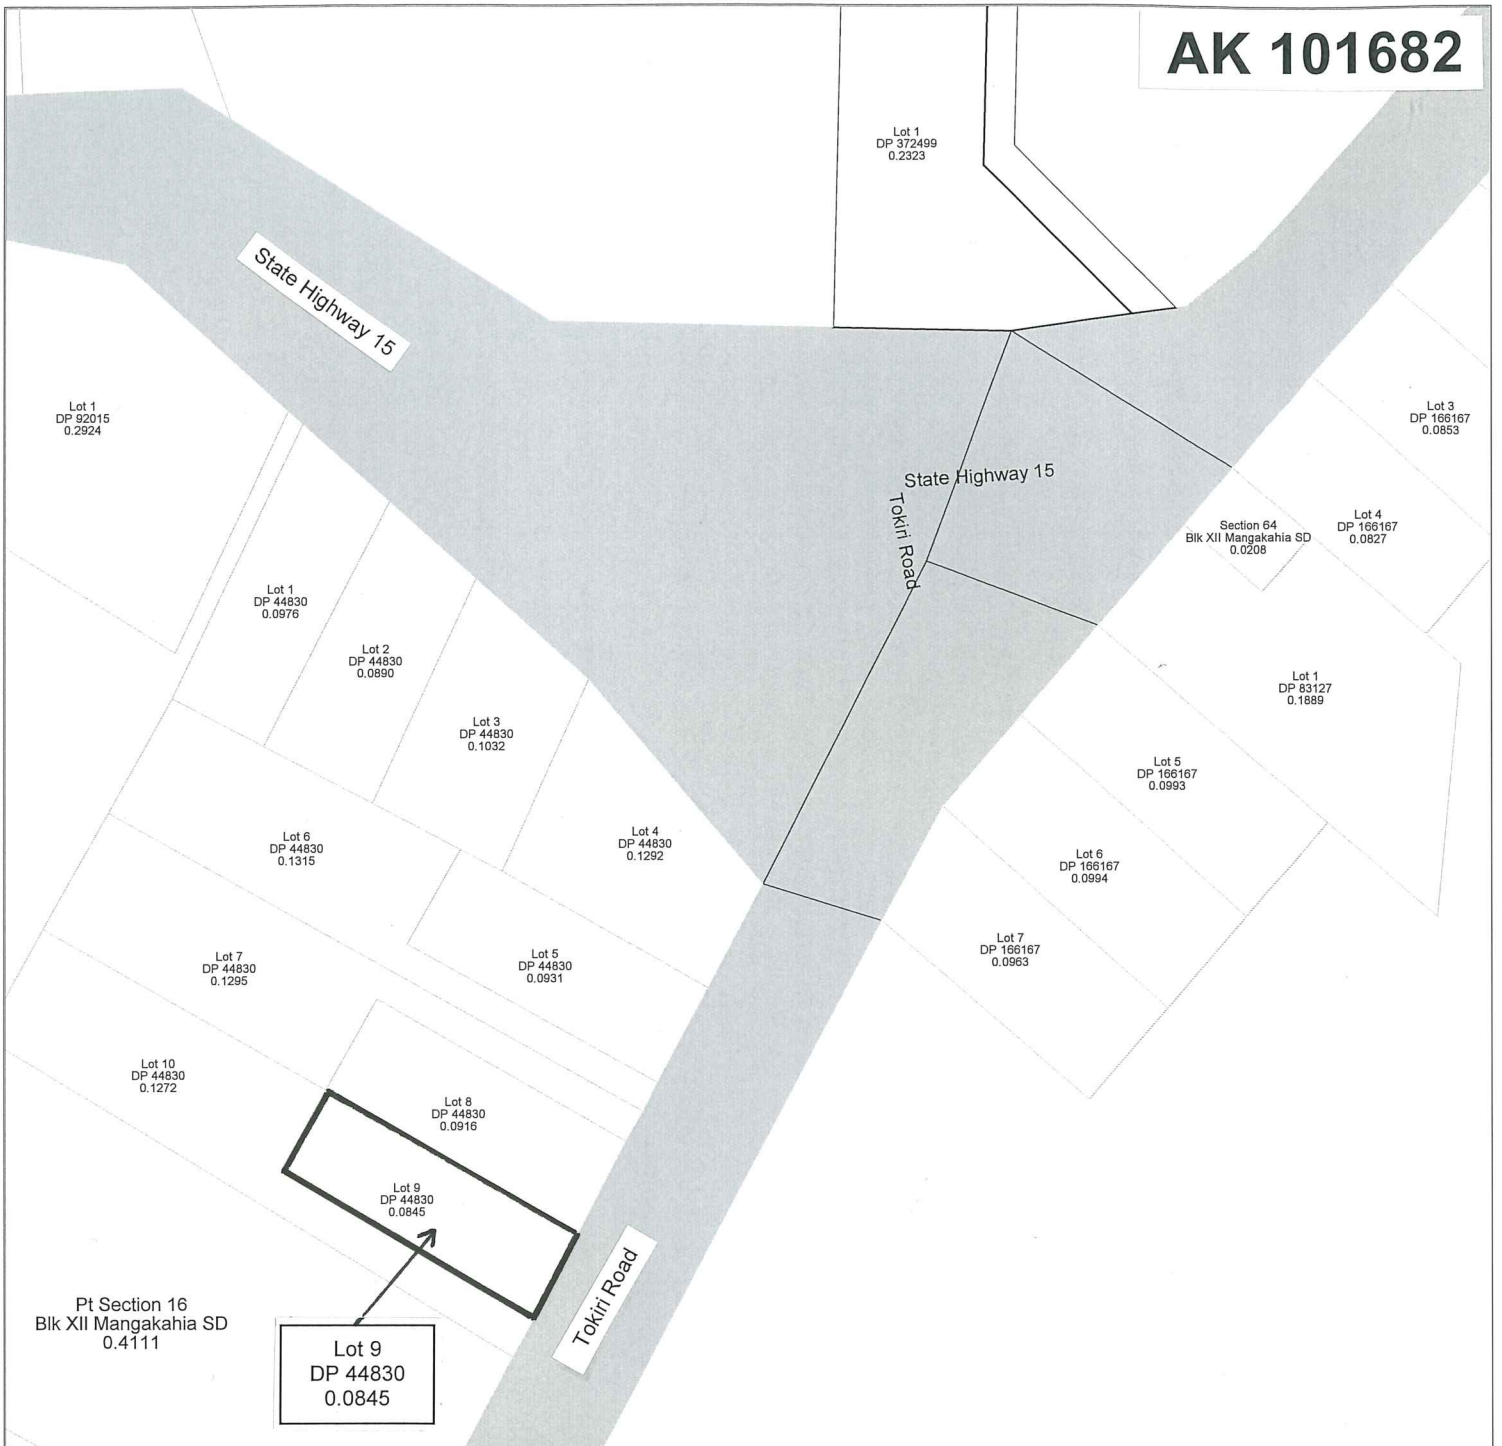 AK 101682
Lot 1
DP 372499
0.2323
State Highway 15
Lot 1
DP 92015
0.2924
Lot 3
DP 166167
0.0853
State Highway 15
Tokiri Road
Lot 4
DP 166167
0.0827
Section 64
Blk XII Mangakahia SD
0.0208
Lot 1
DP 44830
0.0976
Lot 2
DP 44830
0.0890
Lot 3
DP 44830
0.1032
Lot 1
DP 83127
0.1889
Lot 5
DP 166167
0.0993
Lot 6
DP 44830
0.1315
Lot 4
DP 44830
0.1292
Lot 6
DP 166167
0.0994
Lot 7
DP 44830
0.1295
Lot 5
DP 44830
0.0931
Lot 7
DP 166167
0.0963
Lot 10
DP 44830
0.1272
Lot 8
DP 44830
0.0916
Lot 9
DP 44830
0.0845
Tokiri Road
Pt Section 16
Blk XII Mangakahia SD
0.4111
Lot 9
DP 44830
0.0845